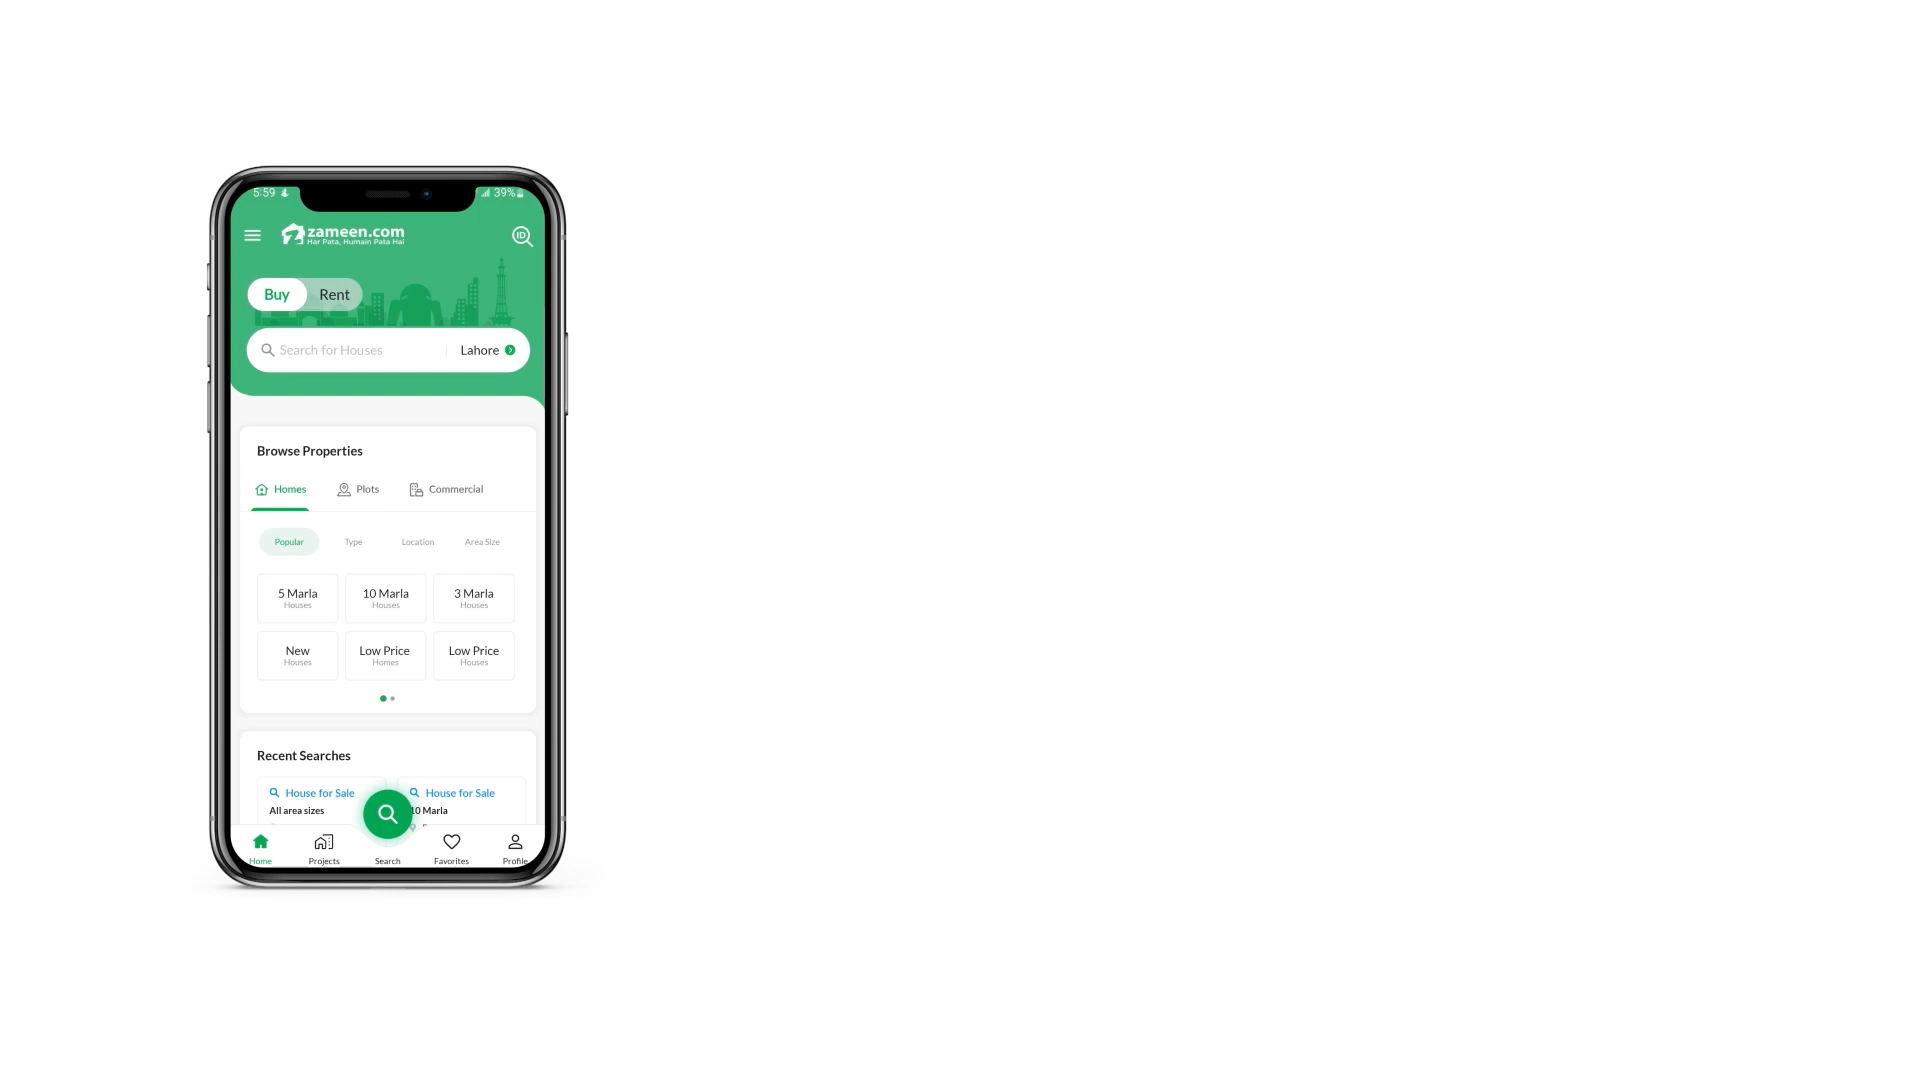 5:59
39%
zameen.com
Har Pata, Humain Pata Hai
ID
Buy Rent
Search for Houses Lahore
Browse Properties
Homes Plots Commercial
Popular Type Location Area Size
5 Marla 10 Marla 3 Marla
Houses Houses Houses
New Low Price Low Price
Houses Homes Houses
Recent Searches
House for Sale House for Sale
All area sizes 10 Marla
Home Projects Search Favorites Profile